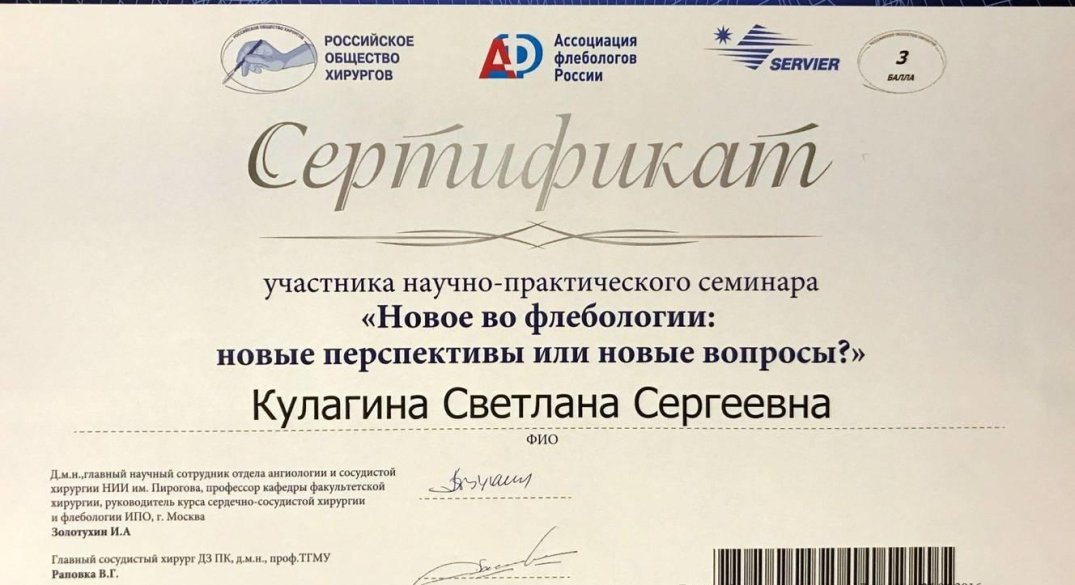 РОССИЙСКОЕ
ОБЩЕСТВО
ХИРУРГОВ
Ассоциация
флебологов
России
SERVIER
3
БАЛЛА
Сертификат
участника научно-практического семинара
«Новое во флебологии:
новые перспективы или новые вопросы?»
Кулагина Светлана Сергеевна
ФИО
Д.м.н.,главный научный сотрудник отдела ангиологии и сосудистой
хирургии НИИ им. Пирогова, профессор кафедры факультетской
хирургии, руководитель курса сердечно-сосудистой хирургии
и флебологии ИПО, г. Москва
Золотухин И.А
Главный сосудистый хирург ДЗ ПК, д.м.н., проф.ТГМУ
Раповка В.Г.